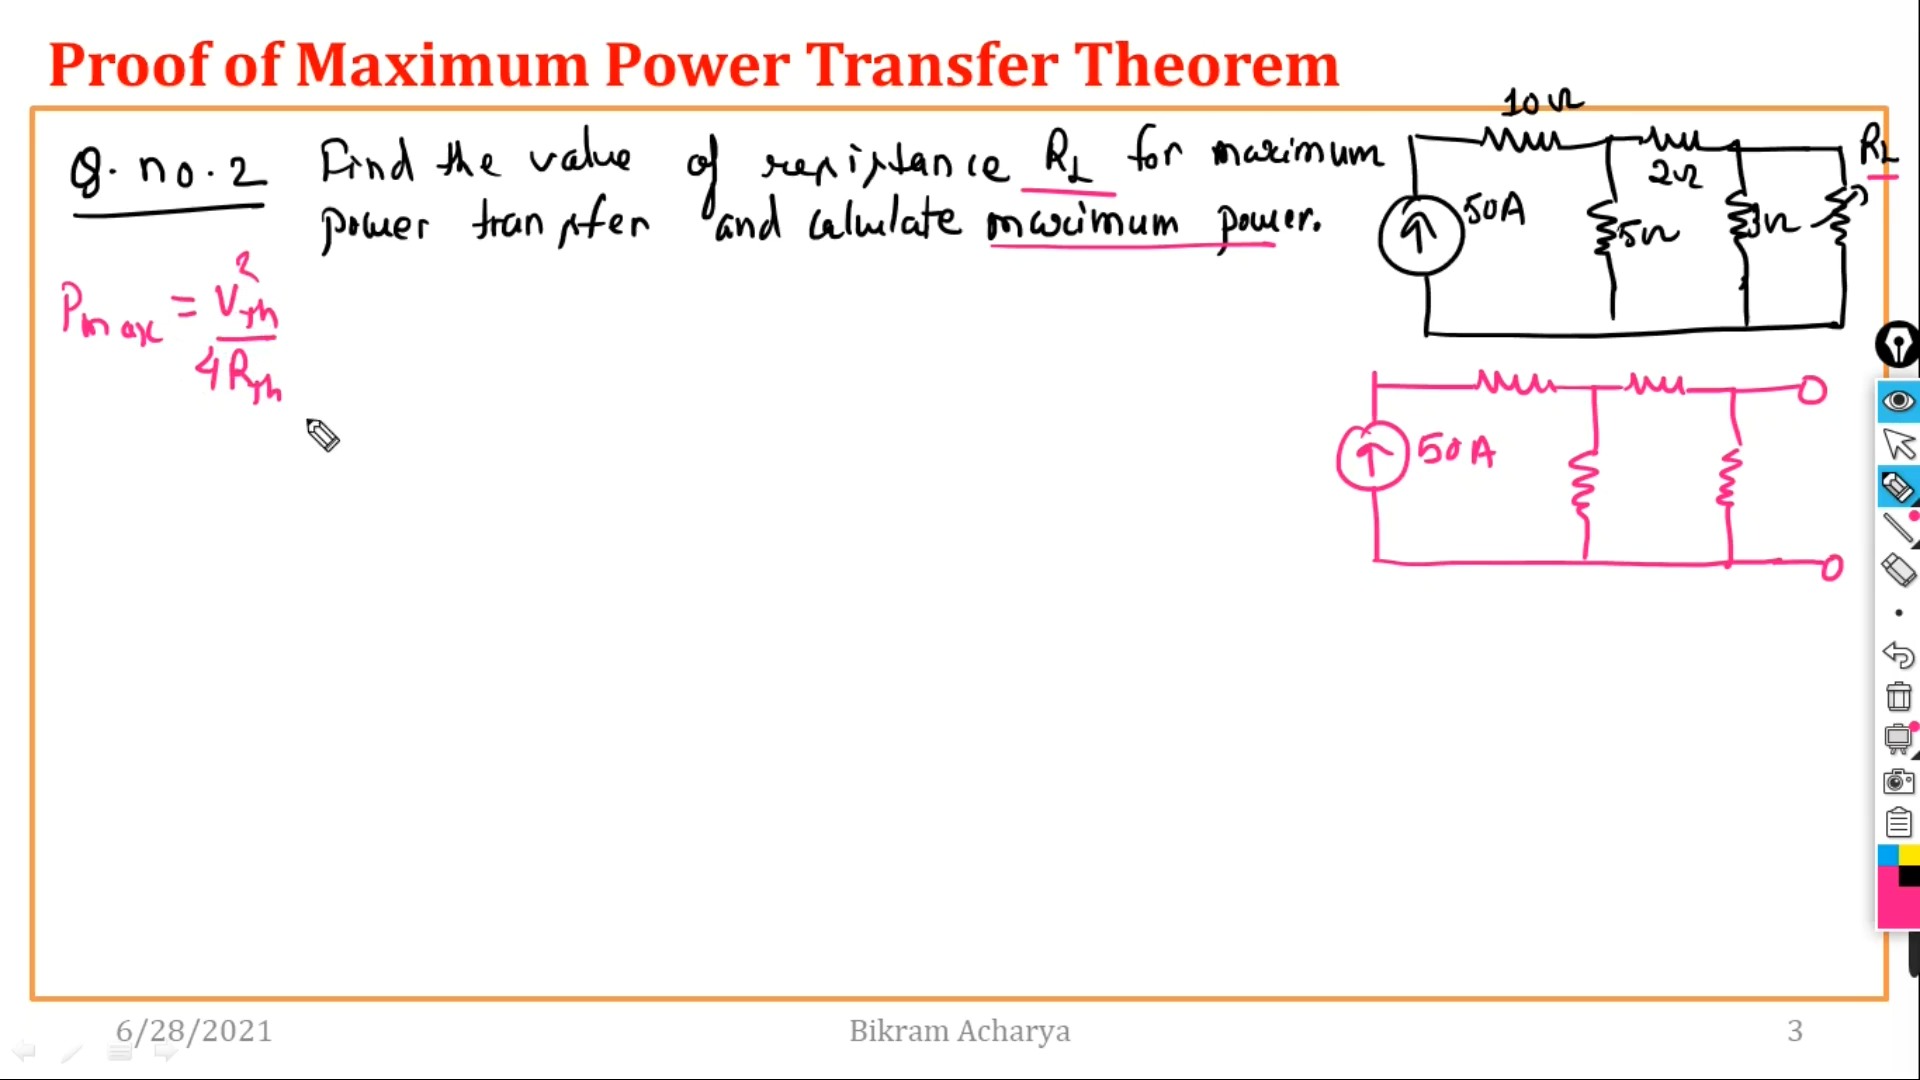 Proof of Maximum Power Transfer Theorem
Q. no. 2 Find the value of resistance RL for maximum
power transfer and calculate maximum power.
10Ω
2Ω
RL
50A
5Ω
3Ω
Pmax = Vth²
4Rth
50A
6/28/2021
Bikram Acharya
3